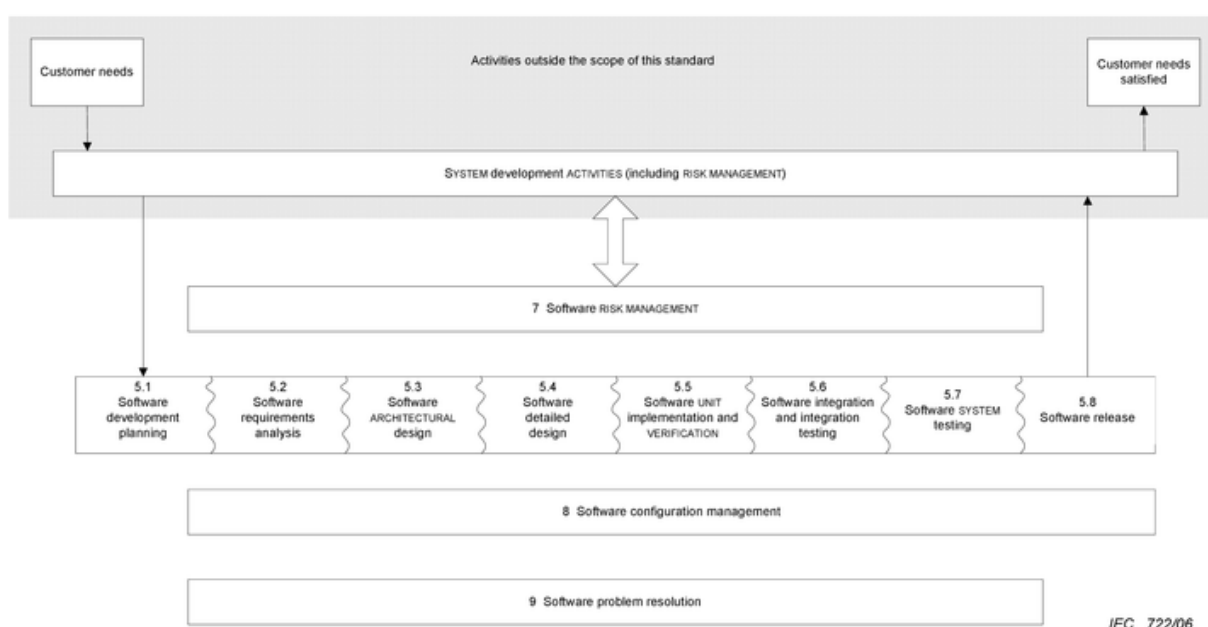 Customer needs
Activities outside the scope of this standard
Customer needs
satisfied
SYSTEM development ACTIVITIES (including RISK MANAGEMENT)
7 Software RISK MANAGEMENT
5.1
Software
development
planning
5.2
Software
requirements
analysis
5.3
Software
ARCHITECTURAL
design
5.4
Software
detailed
design
5.5
Software UNIT
implementation and
VERIFICATION
5.6
Software integration
and integration
testing
5.7
Software SYSTEM
testing
5.8
Software release
8 Software configuration management
9 Software problem resolution
IEC 722/06